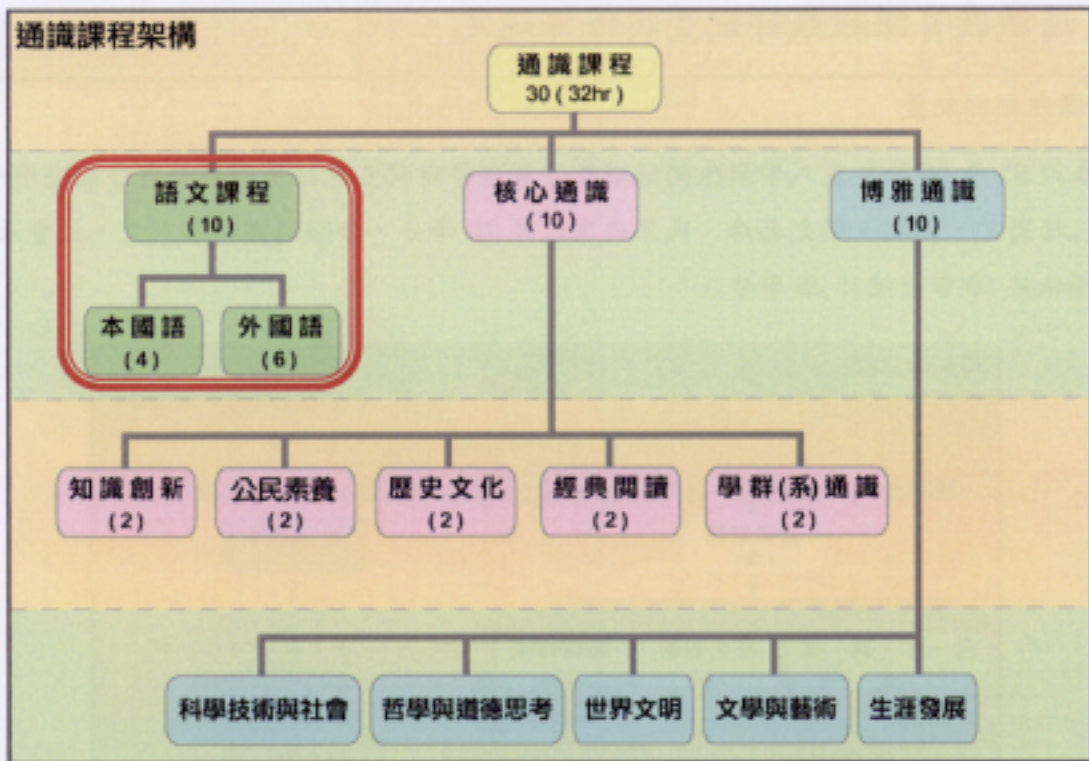 通識課程架構
通識課程
30(32hr)
語文課程
(10)
核心通識
(10)
博雅通識
(10)
本國語
(4)
外國語
(6)
知識創新
(2)
公民素養
(2)
歷史文化
(2)
經典閱讀
(2)
學群(系)通識
(2)
科學技術與社會
哲學與道德思考
世界文明
文學與藝術
生涯發展